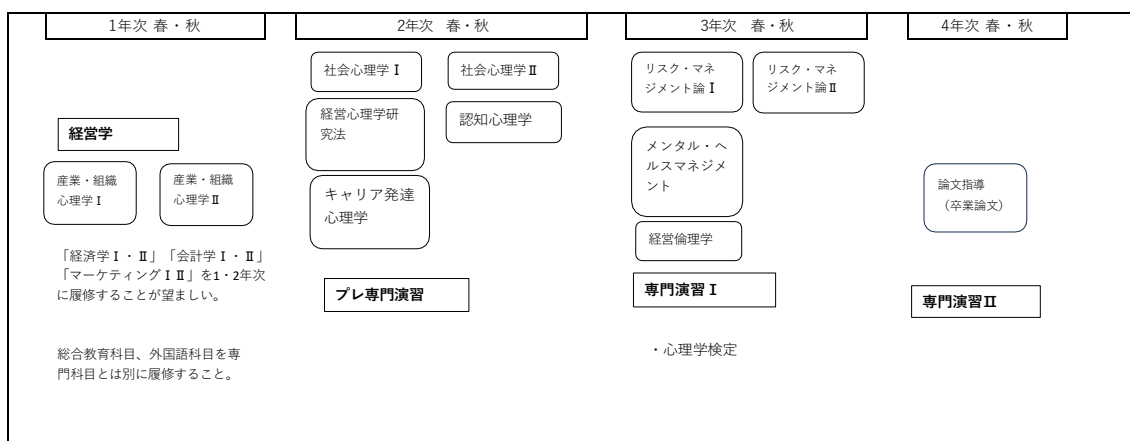 1年次 春・秋
2年次 春・秋
3年次 春・秋
4年次 春・秋
経営学
産業・組織
心理学Ⅰ
産業・組織
心理学Ⅱ
「経済学Ⅰ・Ⅱ」「会計学Ⅰ・Ⅱ」
「マーケティングⅠⅡ」を1・2年次
に履修することが望ましい。
総合教育科目、外国語科目を専
門科目とは別に履修すること。
社会心理学Ⅰ
社会心理学Ⅱ
経営心理学研
究法
認知心理学
キャリア発達
心理学
プレ専門演習
リスク・マネ
ジメント論Ⅰ
リスク・マネ
ジメント論Ⅱ
メンタル・ヘ
ルスマネジメ
ント
経営倫理学
専門演習Ⅰ
・心理学検定
論文指導
（卒業論文）
専門演習Ⅱ